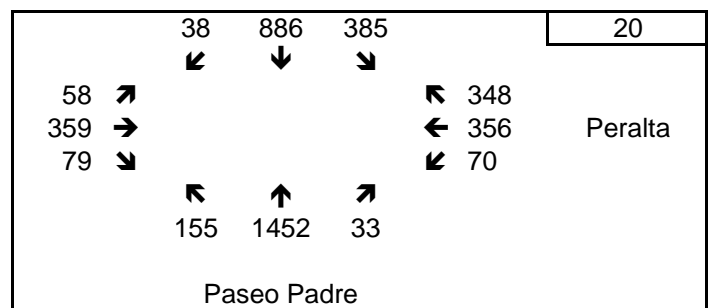 38 886 385 20
↙ ↓ ↘
58 ↗ ↖ 348
359 → ← 356 Peralta
79 ↘ ↙ 70
↖ ↑ ↗
155 1452 33
Paseo Padre